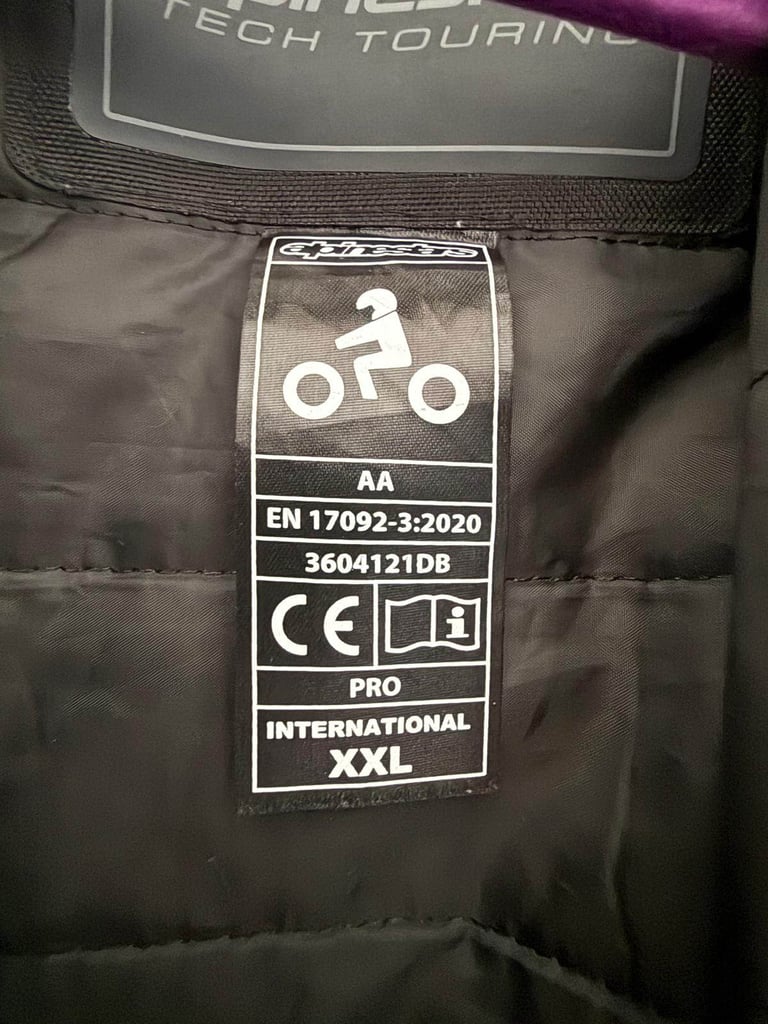 TECH TOURING
alpinestars
AA
EN 17092-3:2020
3604121DB
CE
i
PRO
INTERNATIONAL
XXL